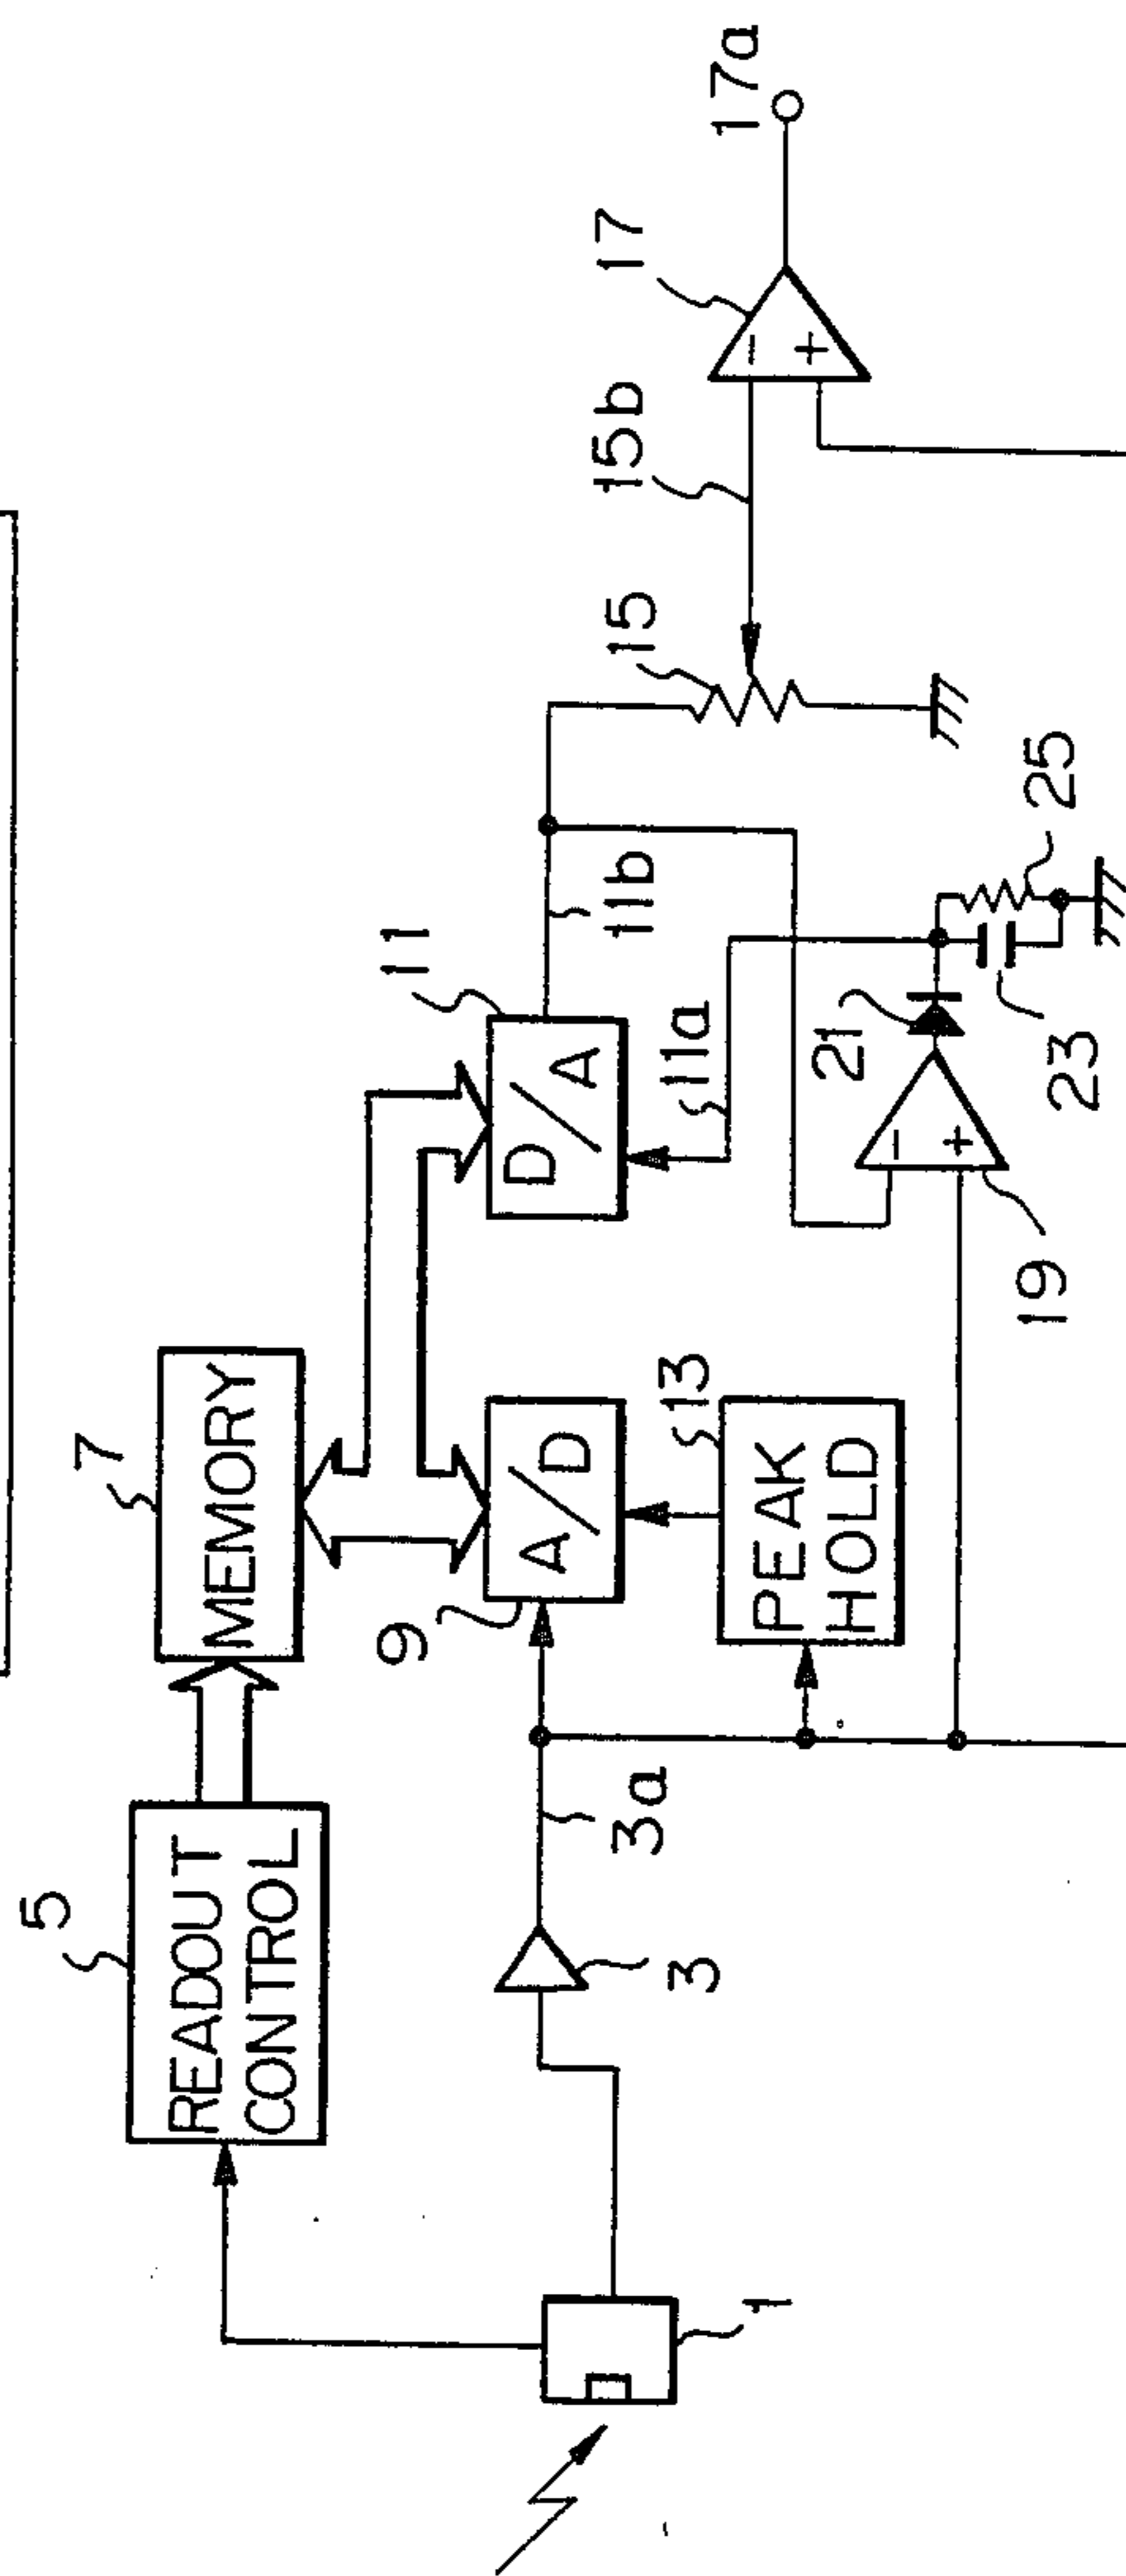 5
READOUT
CONTROL
7
MEMORY
1
3
3a
9
A/D
13
PEAK
HOLD
11
D/A
11a
11b
15
15b
17
17a
-
+
19
-
+
21
23
25